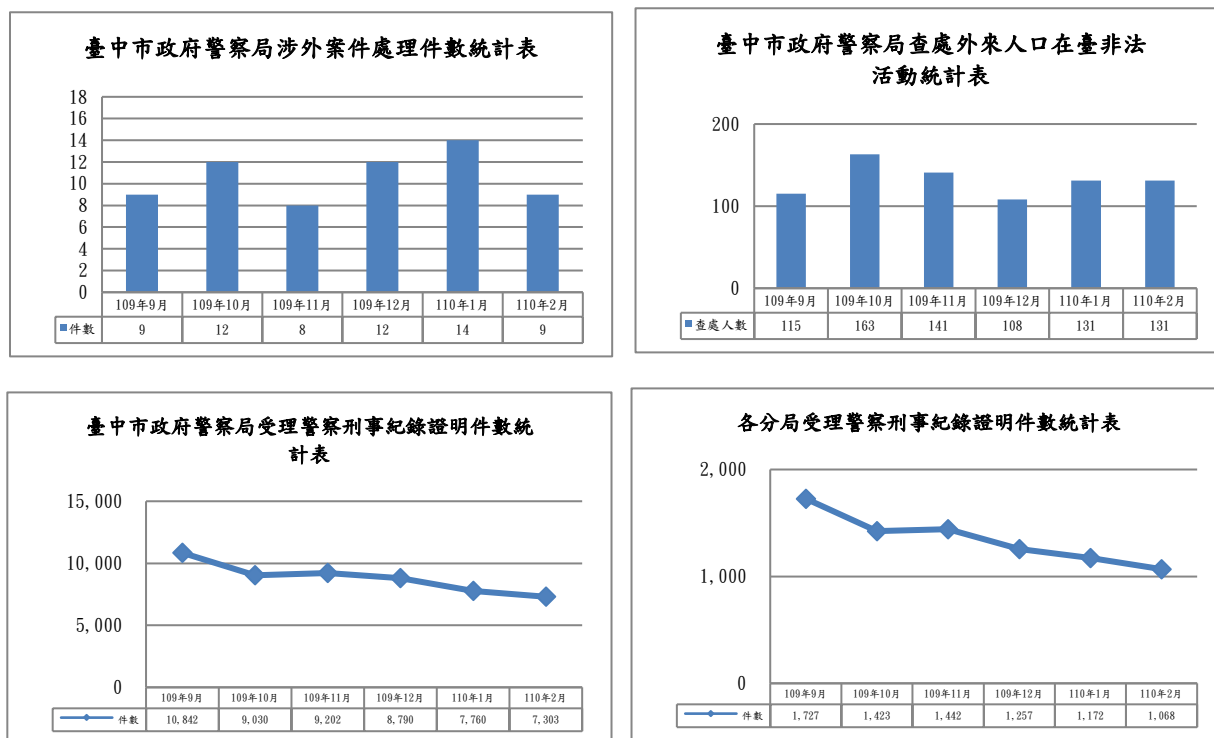 臺中市政府警察局涉外案件處理件數統計表
18
16
14
12
10
8
6
4
2
0
109年9月 109年10月 109年11月 109年12月 110年1月 110年2月
件數 9 12 8 12 14 9
臺中市政府警察局查處外來人口在臺非法
活動統計表
200
100
0
109年9月 109年10月 109年11月 109年12月 110年1月 110年2月
查處人數 115 163 141 108 131 131
臺中市政府警察局受理警察刑事紀錄證明件數統
計表
15,000
10,000
5,000
0
109年9月 109年10月 109年11月 109年12月 110年1月 110年2月
件數 10,842 9,030 9,202 8,790 7,760 7,303
各分局受理警察刑事紀錄證明件數統計表
2,000
1,000
0
109年9月 109年10月 109年11月 109年12月 110年1月 110年2月
件數 1,727 1,423 1,442 1,257 1,172 1,068